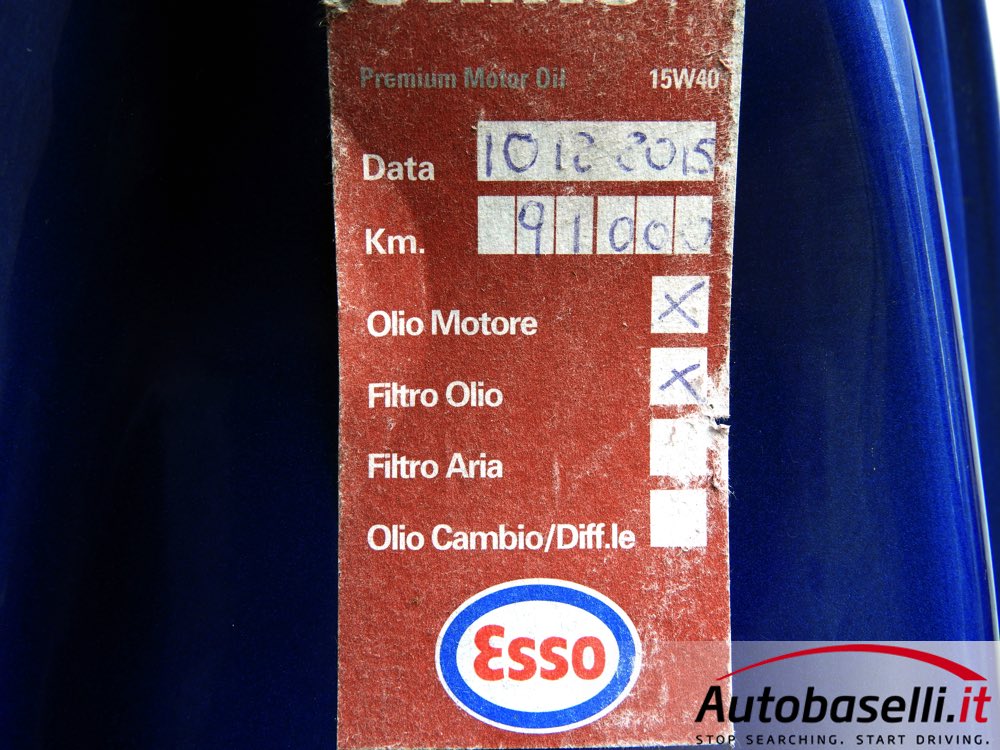 Premium Motor Oil 15W40
Data 10 12 2015
Km. 91000
Olio Motore X
Filtro Olio X
Filtro Aria
Olio Cambio/Diff.le
Esso
Autobaselli.it
STOP SEARCHING. START DRIVING.